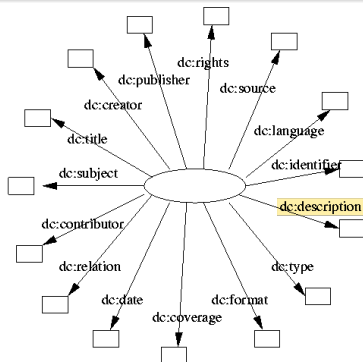 dc:rights
dc:publisher
dc:source
dc:creator
dc:language
dc:title
dc:identifier
dc:subject
dc:description
dc:contributor
dc:relation
dc:type
dc:date
dc:format
dc:coverage